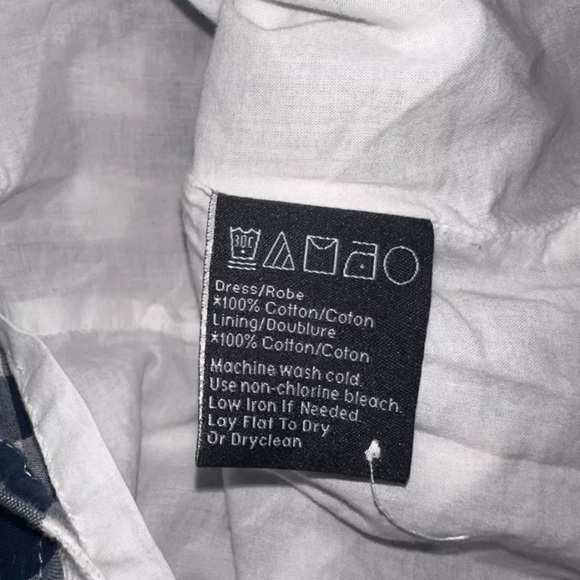 30C
Dress/Robe
*100% Cotton/Coton
Lining/Doublure
*100% Cotton/Coton
Machine wash cold.
Use non-chlorine bleach.
Low Iron If Needed.
Lay Flat To Dry
Or Dryclean